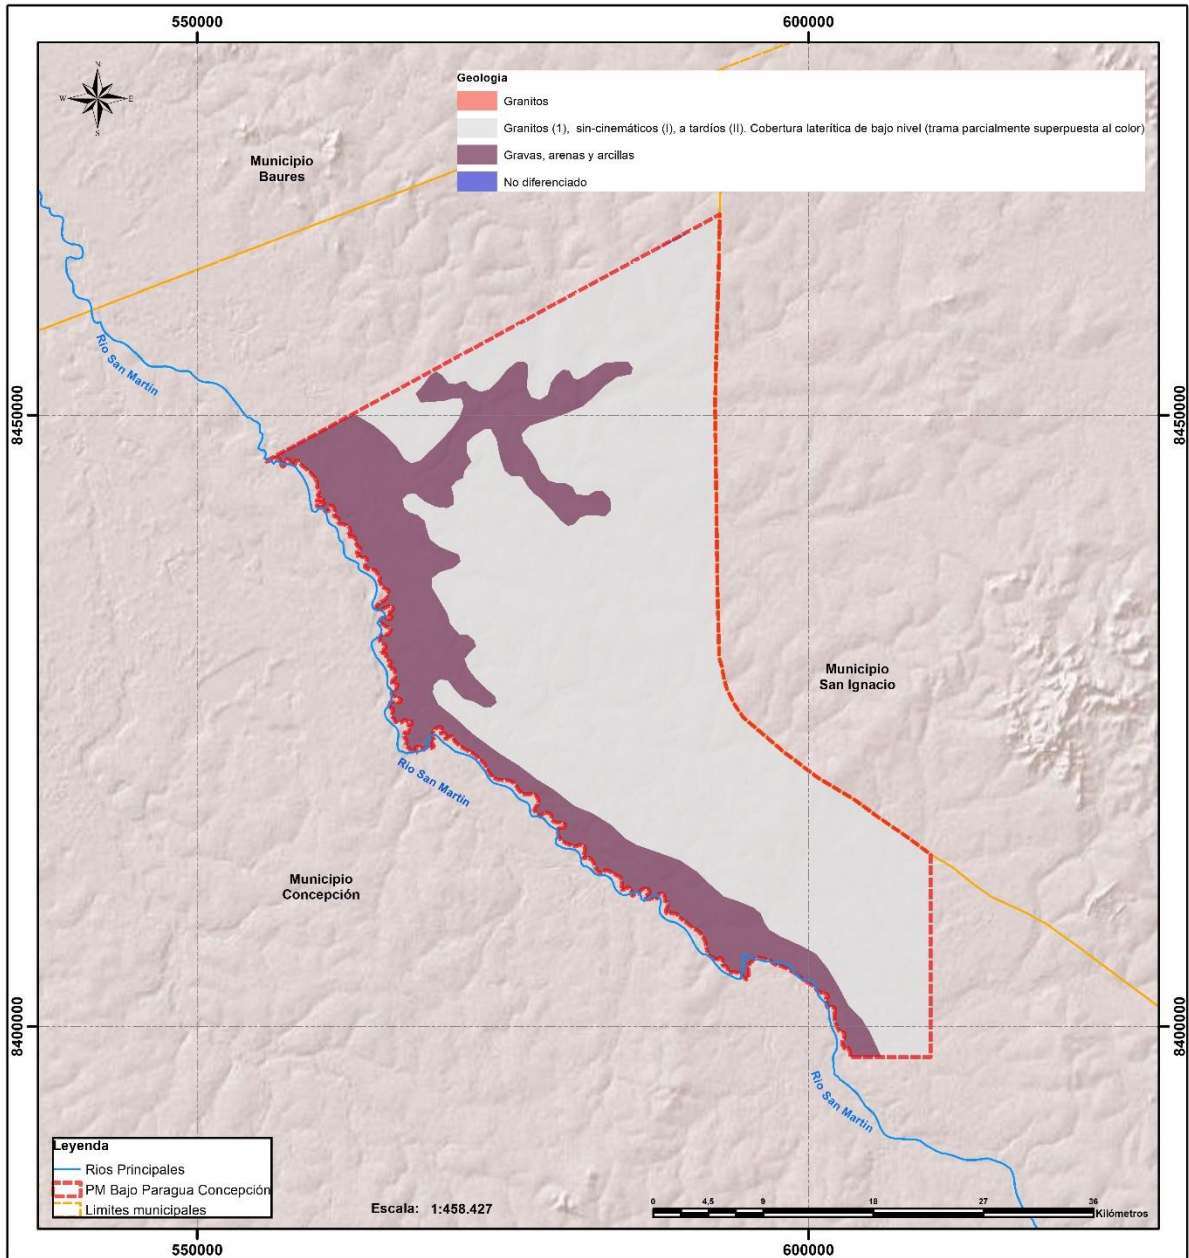 550000
600000
N
W
E
S
Geología
Granitos
Granitos (1), sin-cinemáticos (I), a tardíos (II). Cobertura laterítica de bajo nivel (trama parcialmente superpuesta al color)
Gravas, arenas y arcillas
No diferenciado
Municipio
Baures
Rio San Martin
8450000
8450000
Municipio
San Ignacio
Rio San Martin
Municipio
Concepción
8400000
8400000
Rio San Martin
Leyenda
Rios Principales
PM Bajo Paragua Concepción
Limites municipales
Escala: 1:458.427
0 4,5 9 18 27 36
Kilómetros
550000
600000